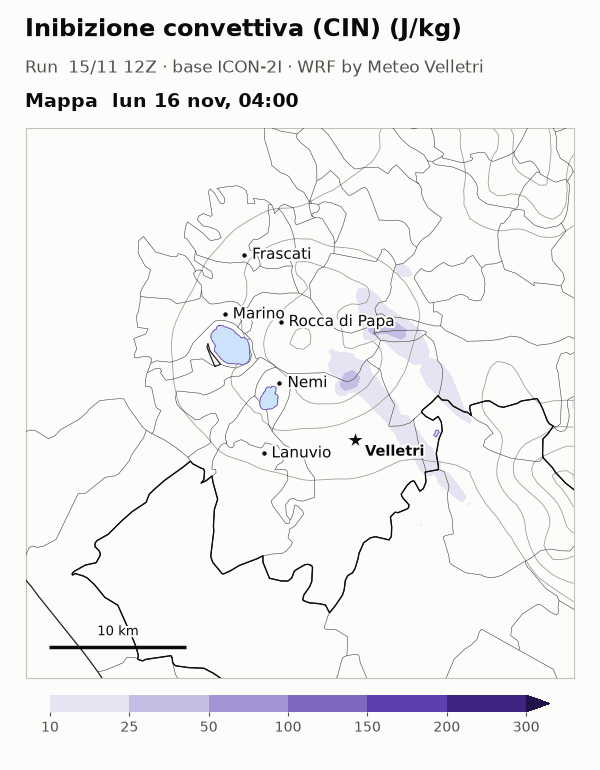 Inibizione convettiva (CIN) (J/kg)
Run  15/11 12Z · base ICON-2I · WRF by Meteo Velletri
Mappa  lun 16 nov, 04:00
Frascati
Marino
Rocca di Papa
Nemi
Velletri
Lanuvio
10 km
10 25 50 100 150 200 300